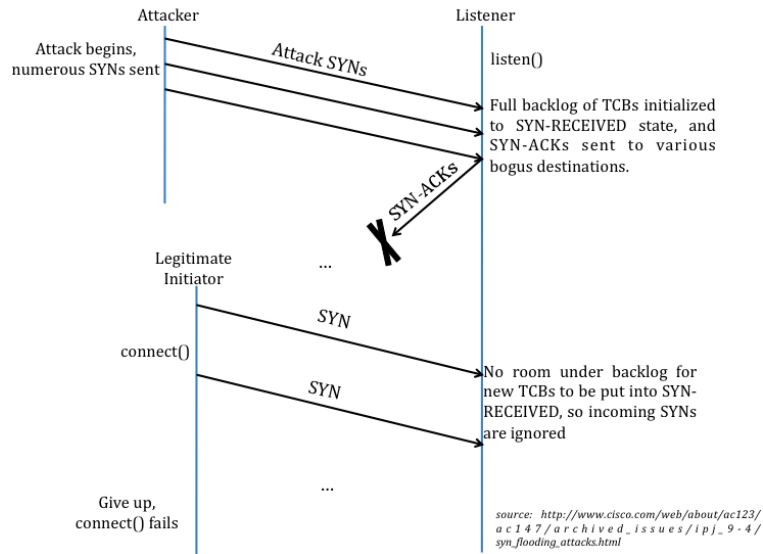 Attacker
Listener
Attack begins,
numerous SYNs sent
Attack SYNs
listen()
Full backlog of TCBs initialized
to SYN-RECEIVED state, and
SYN-ACKs sent to various
bogus destinations.
SYN-ACKs
Legitimate
Initiator
...
SYN
connect()
No room under backlog for
new TCBs to be put into SYN-
RECEIVED, so incoming SYNs
are ignored
SYN
...
Give up,
connect() fails
source: http://www.cisco.com/web/about/ac123/
ac147/archived_issues/ipj_9-4/
syn_flooding_attacks.html